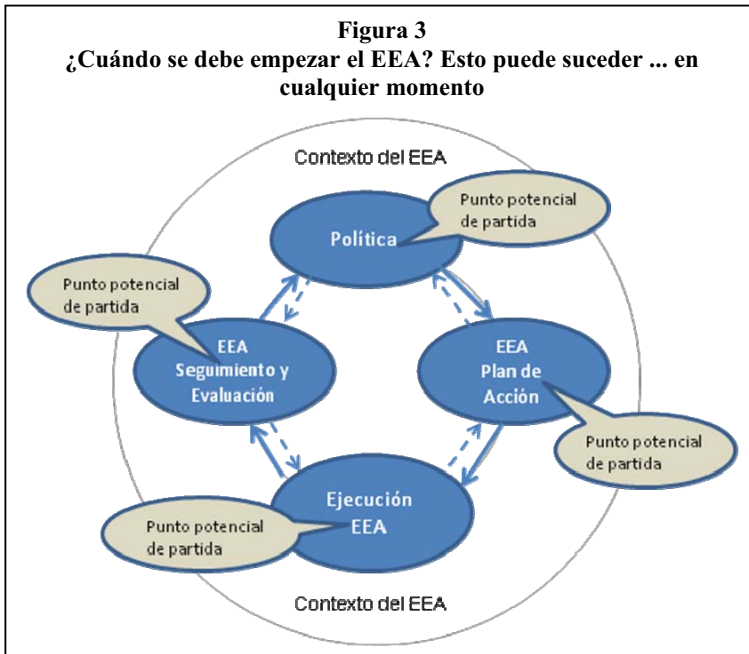 Figura 3
¿Cuándo se debe empezar el EEA? Esto puede suceder ... en
cualquier momento
Contexto del EEA
Punto potencial
de partida
Política
Punto potencial
de partida
EEA
Seguimiento y
Evaluación
EEA
Plan de
Acción
Punto potencial
de partida
Ejecución
EEA
Punto potencial
de partida
Contexto del EEA